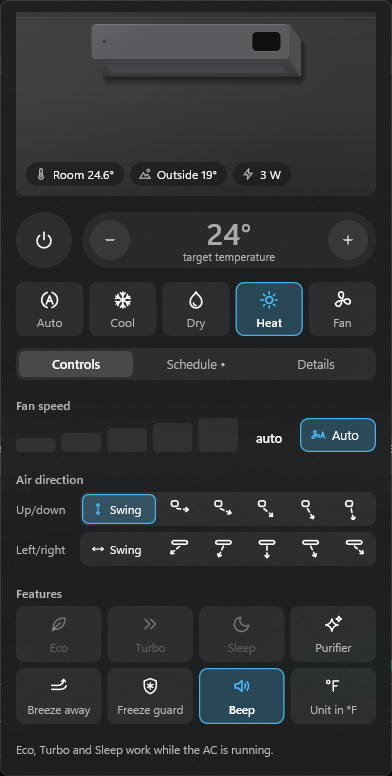 Room 24.6° Outside 19° 3 W
24°
target temperature
Auto Cool Dry Heat Fan
Controls Schedule • Details
Fan speed
auto Auto
Air direction
Up/down Swing
Left/right Swing
Features
Eco Turbo Sleep Purifier
°F
Breeze away Freeze guard Beep Unit in °F
Eco, Turbo and Sleep work while the AC is running.